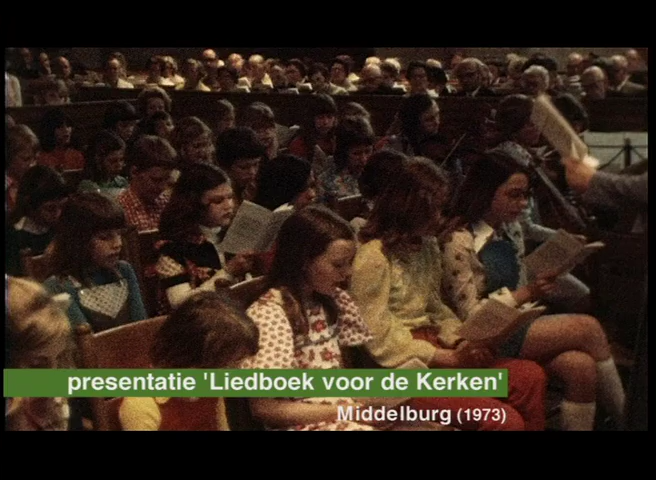 presentatie 'Liedboek voor de Kerken'
Middelburg (1973)